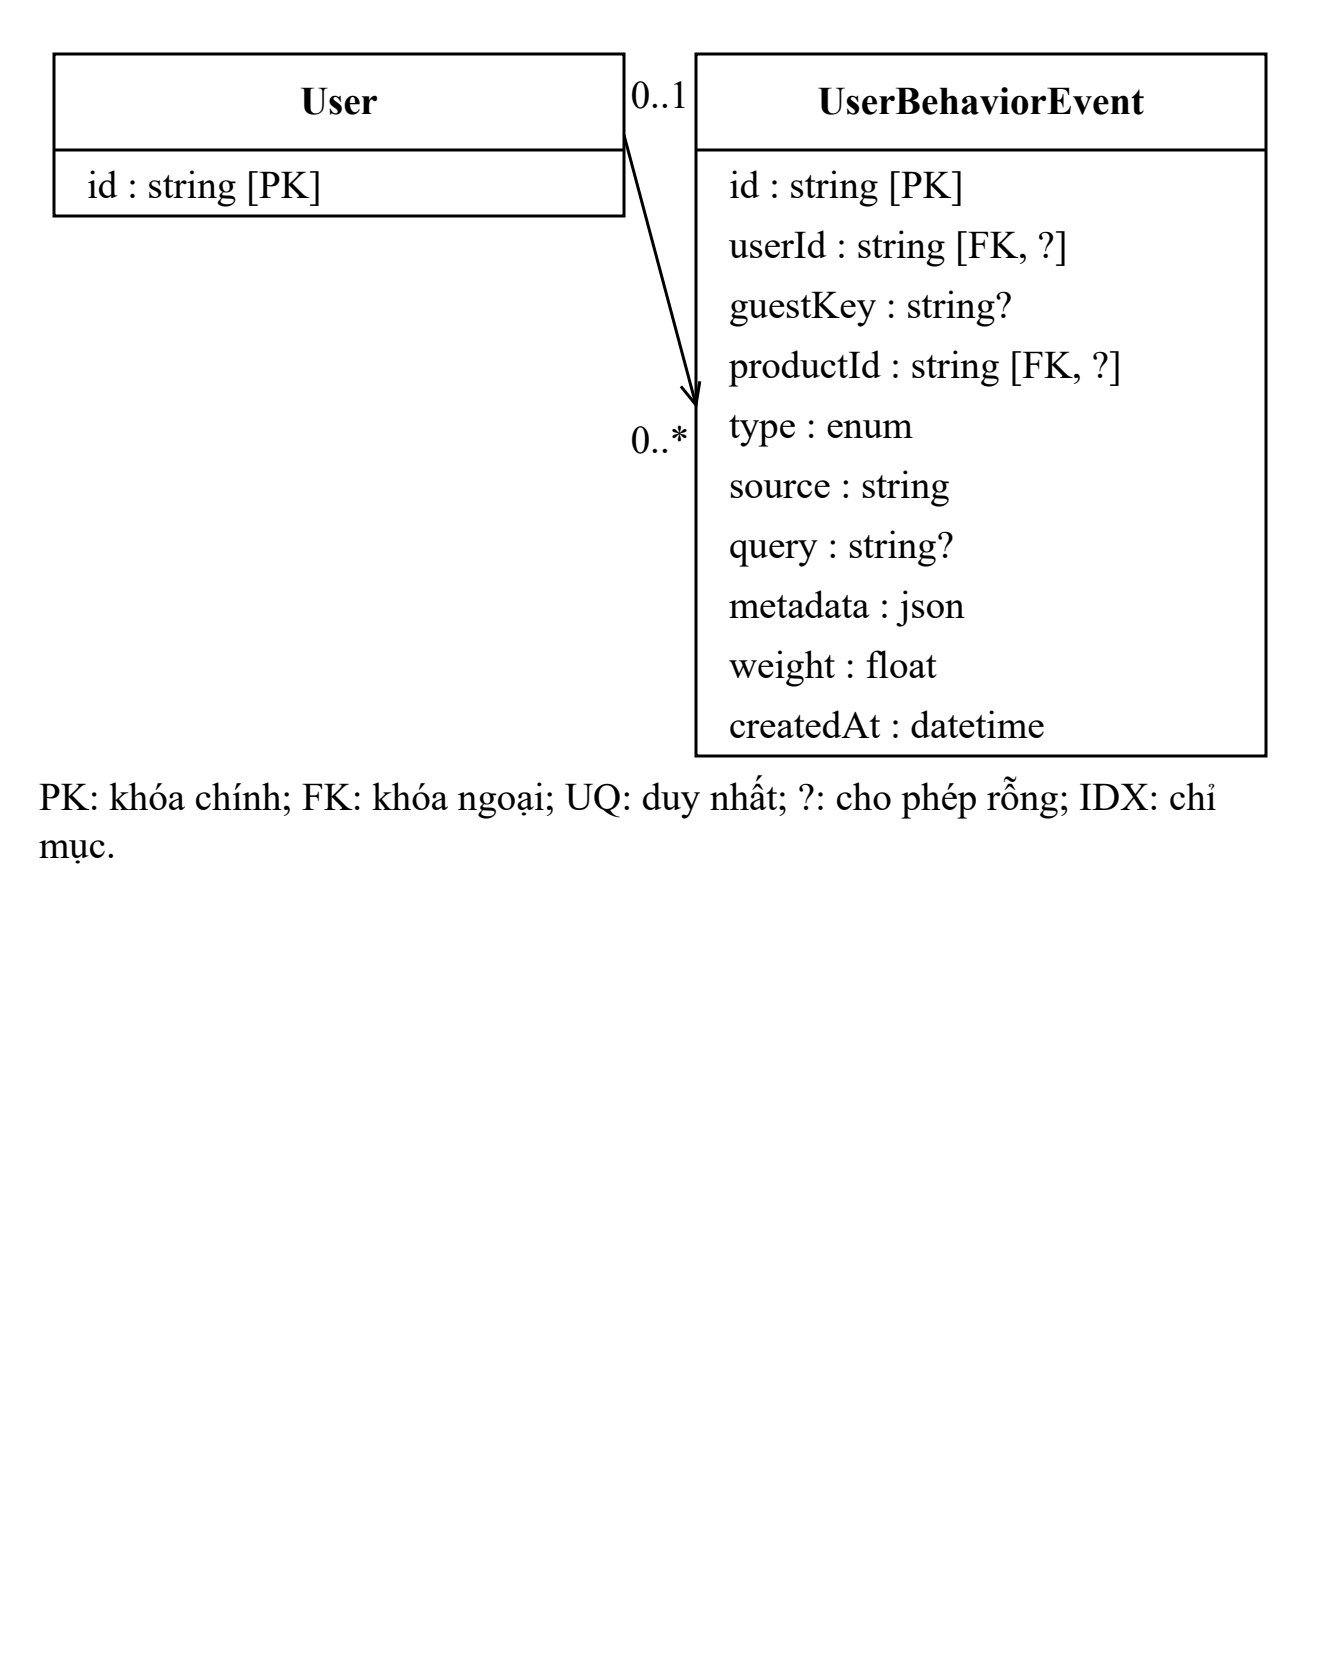 User
id : string [PK]
0..1
0..*
UserBehaviorEvent
id : string [PK]
userId : string [FK, ?]
guestKey : string?
productId : string [FK, ?]
type : enum
source : string
query : string?
metadata : json
weight : float
createdAt : datetime
PK: khóa chính; FK: khóa ngoại; UQ: duy nhất; ?: cho phép rỗng; IDX: chỉ
mục.